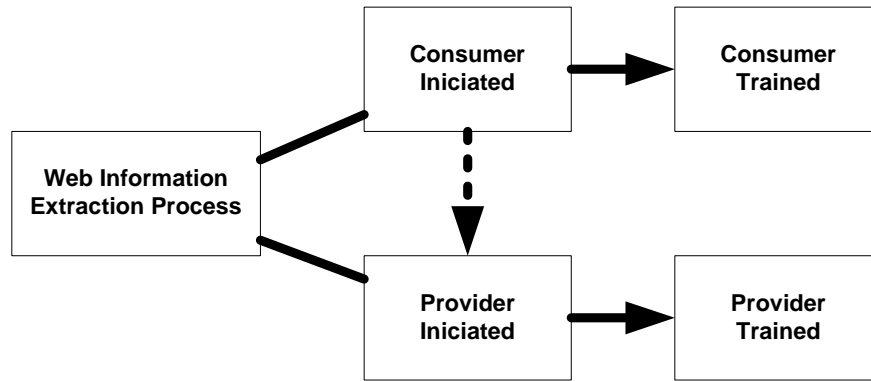 Web Information
Extraction Process
Consumer
Iniciated
Consumer
Trained
Provider
Iniciated
Provider
Trained